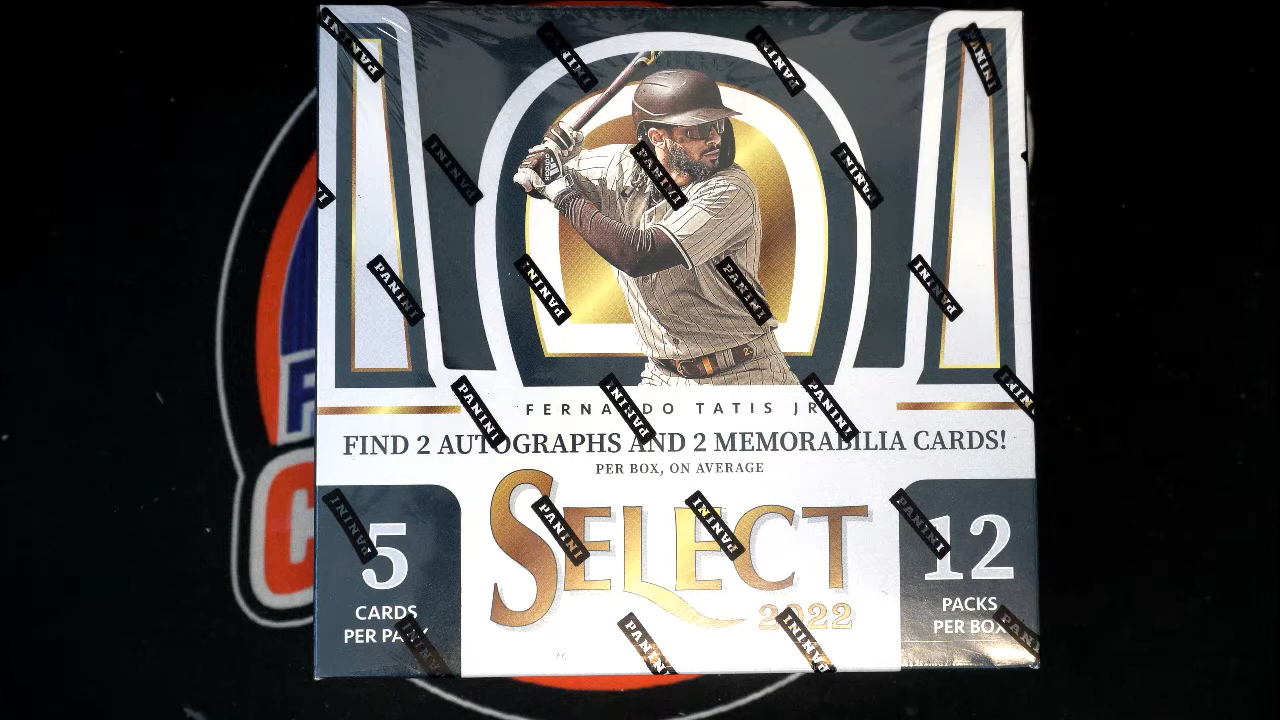 PANINI
FERNANDO TATIS JR.
FIND 2 AUTOGRAPHS AND 2 MEMORABILIA CARDS!
PER BOX, ON AVERAGE
SELECT
2022
5
CARDS
PER PACK
12
PACKS
PER BOX